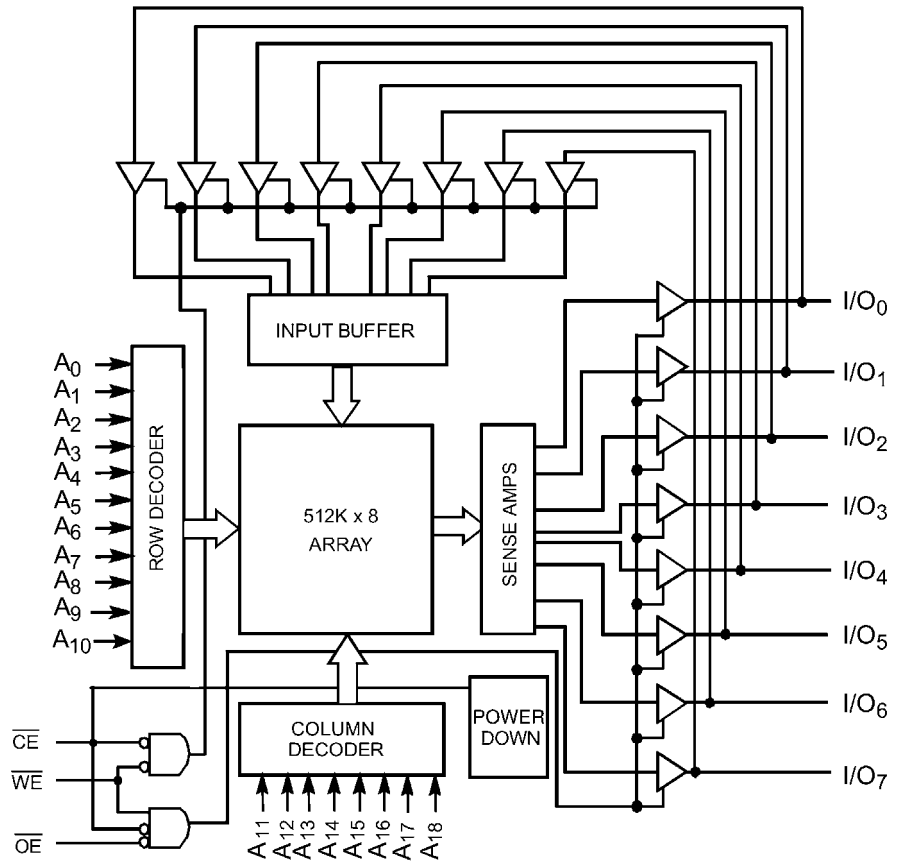 INPUT BUFFER
I/O0
I/O1
I/O2
I/O3
I/O4
I/O5
I/O6
I/O7
A0
A1
A2
A3
A4
A5
A6
A7
A8
A9
A10
ROW DECODER
512K x 8
ARRAY
SENSE AMPS
COLUMN
DECODER
POWER
DOWN
CE
WE
OE
A11
A12
A13
A14
A15
A16
A17
A18